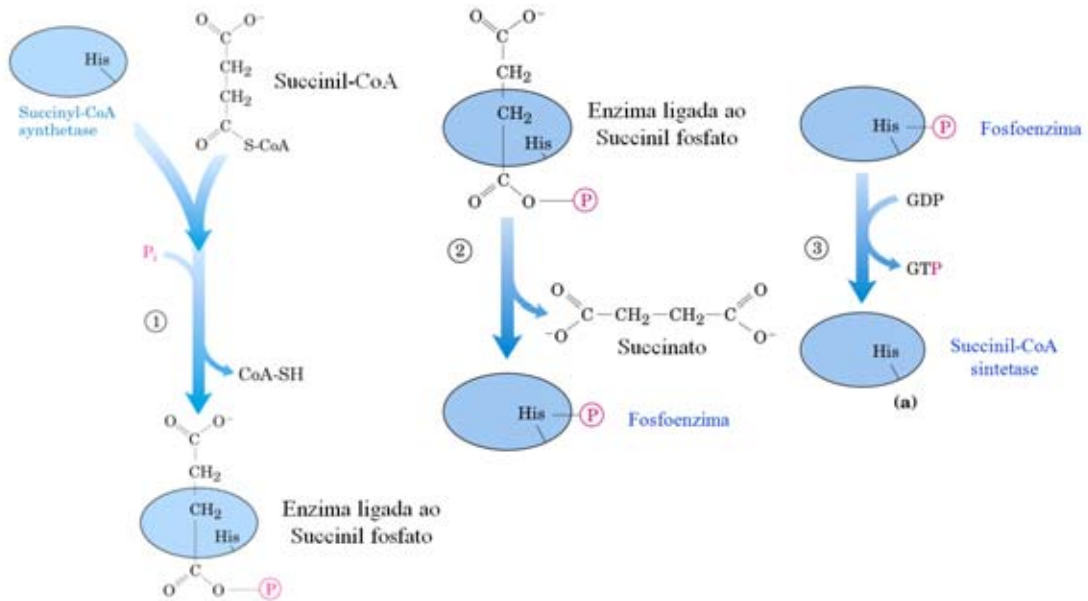 His
Succinyl-CoA
synthetase
O
O⁻
C
CH₂
CH₂
C
O
S-CoA
Succinil-CoA
Pᵢ
①
CoA-SH
O
O⁻
C
CH₂
CH₂
His
C
O
O
P
Enzima ligada ao
Succinil fosfato
O
O⁻
C
CH₂
CH₂
His
C
O
O
P
Enzima ligada ao
Succinil fosfato
②
O
O
C—CH₂—CH₂—C
⁻O
O⁻
Succinato
His
P
Fosfoenzima
His
P
Fosfoenzima
③
GDP
GTP
His
Succinil-CoA
sintetase
(a)